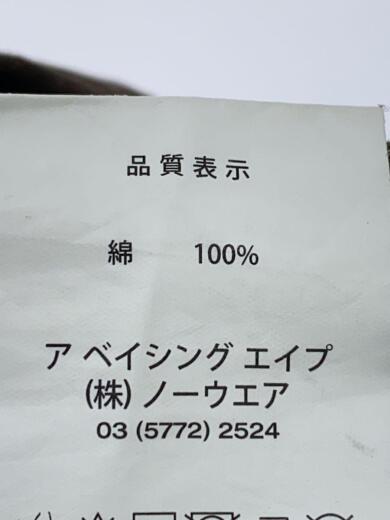 品質表示
綿 100%
ア ベイシング エイプ
(株) ノーウエア
03 (5772) 2524